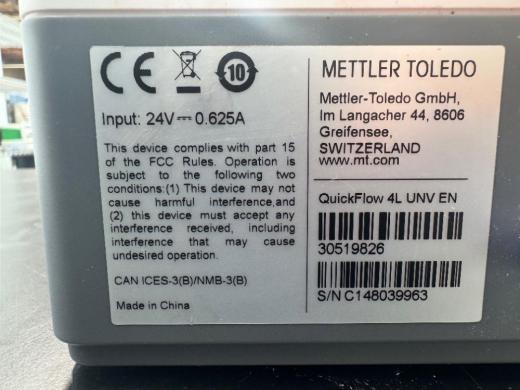 CE
10
Input: 24V⎓0.625A
This device complies with part 15
of the FCC Rules. Operation is
subject to the following two
conditions:(1) This device may not
cause harmful interference,and
(2) this device must accept any
interference received, including
interference that may cause
undesired operation.
CAN ICES-3(B)/NMB-3(B)
Made in China
METTLER TOLEDO
Mettler-Toledo GmbH,
Im Langacher 44, 8606
Greifensee,
SWITZERLAND
www.mt.com
QuickFlow 4L UNV EN
30519826
S/N C148039963